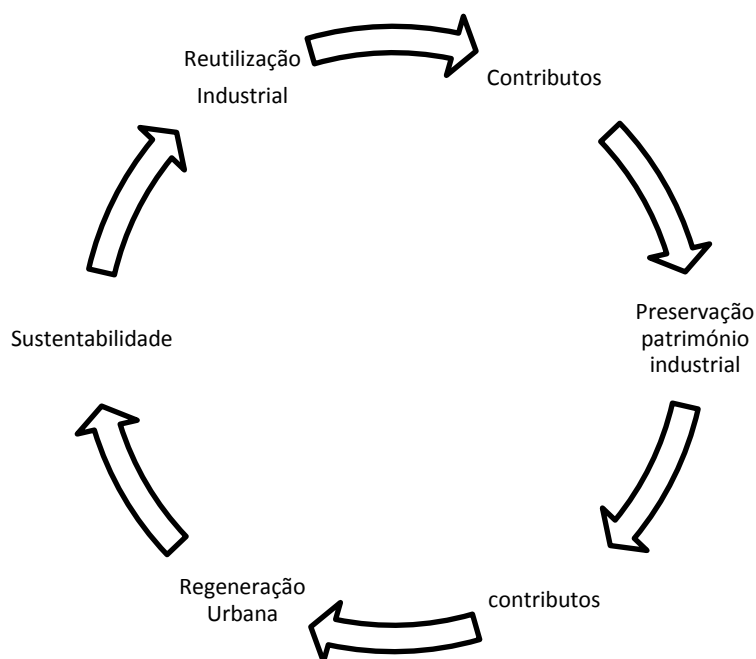 Reutilização
Industrial
Contributos
Preservação
património
industrial
contributos
Regeneração
Urbana
Sustentabilidade